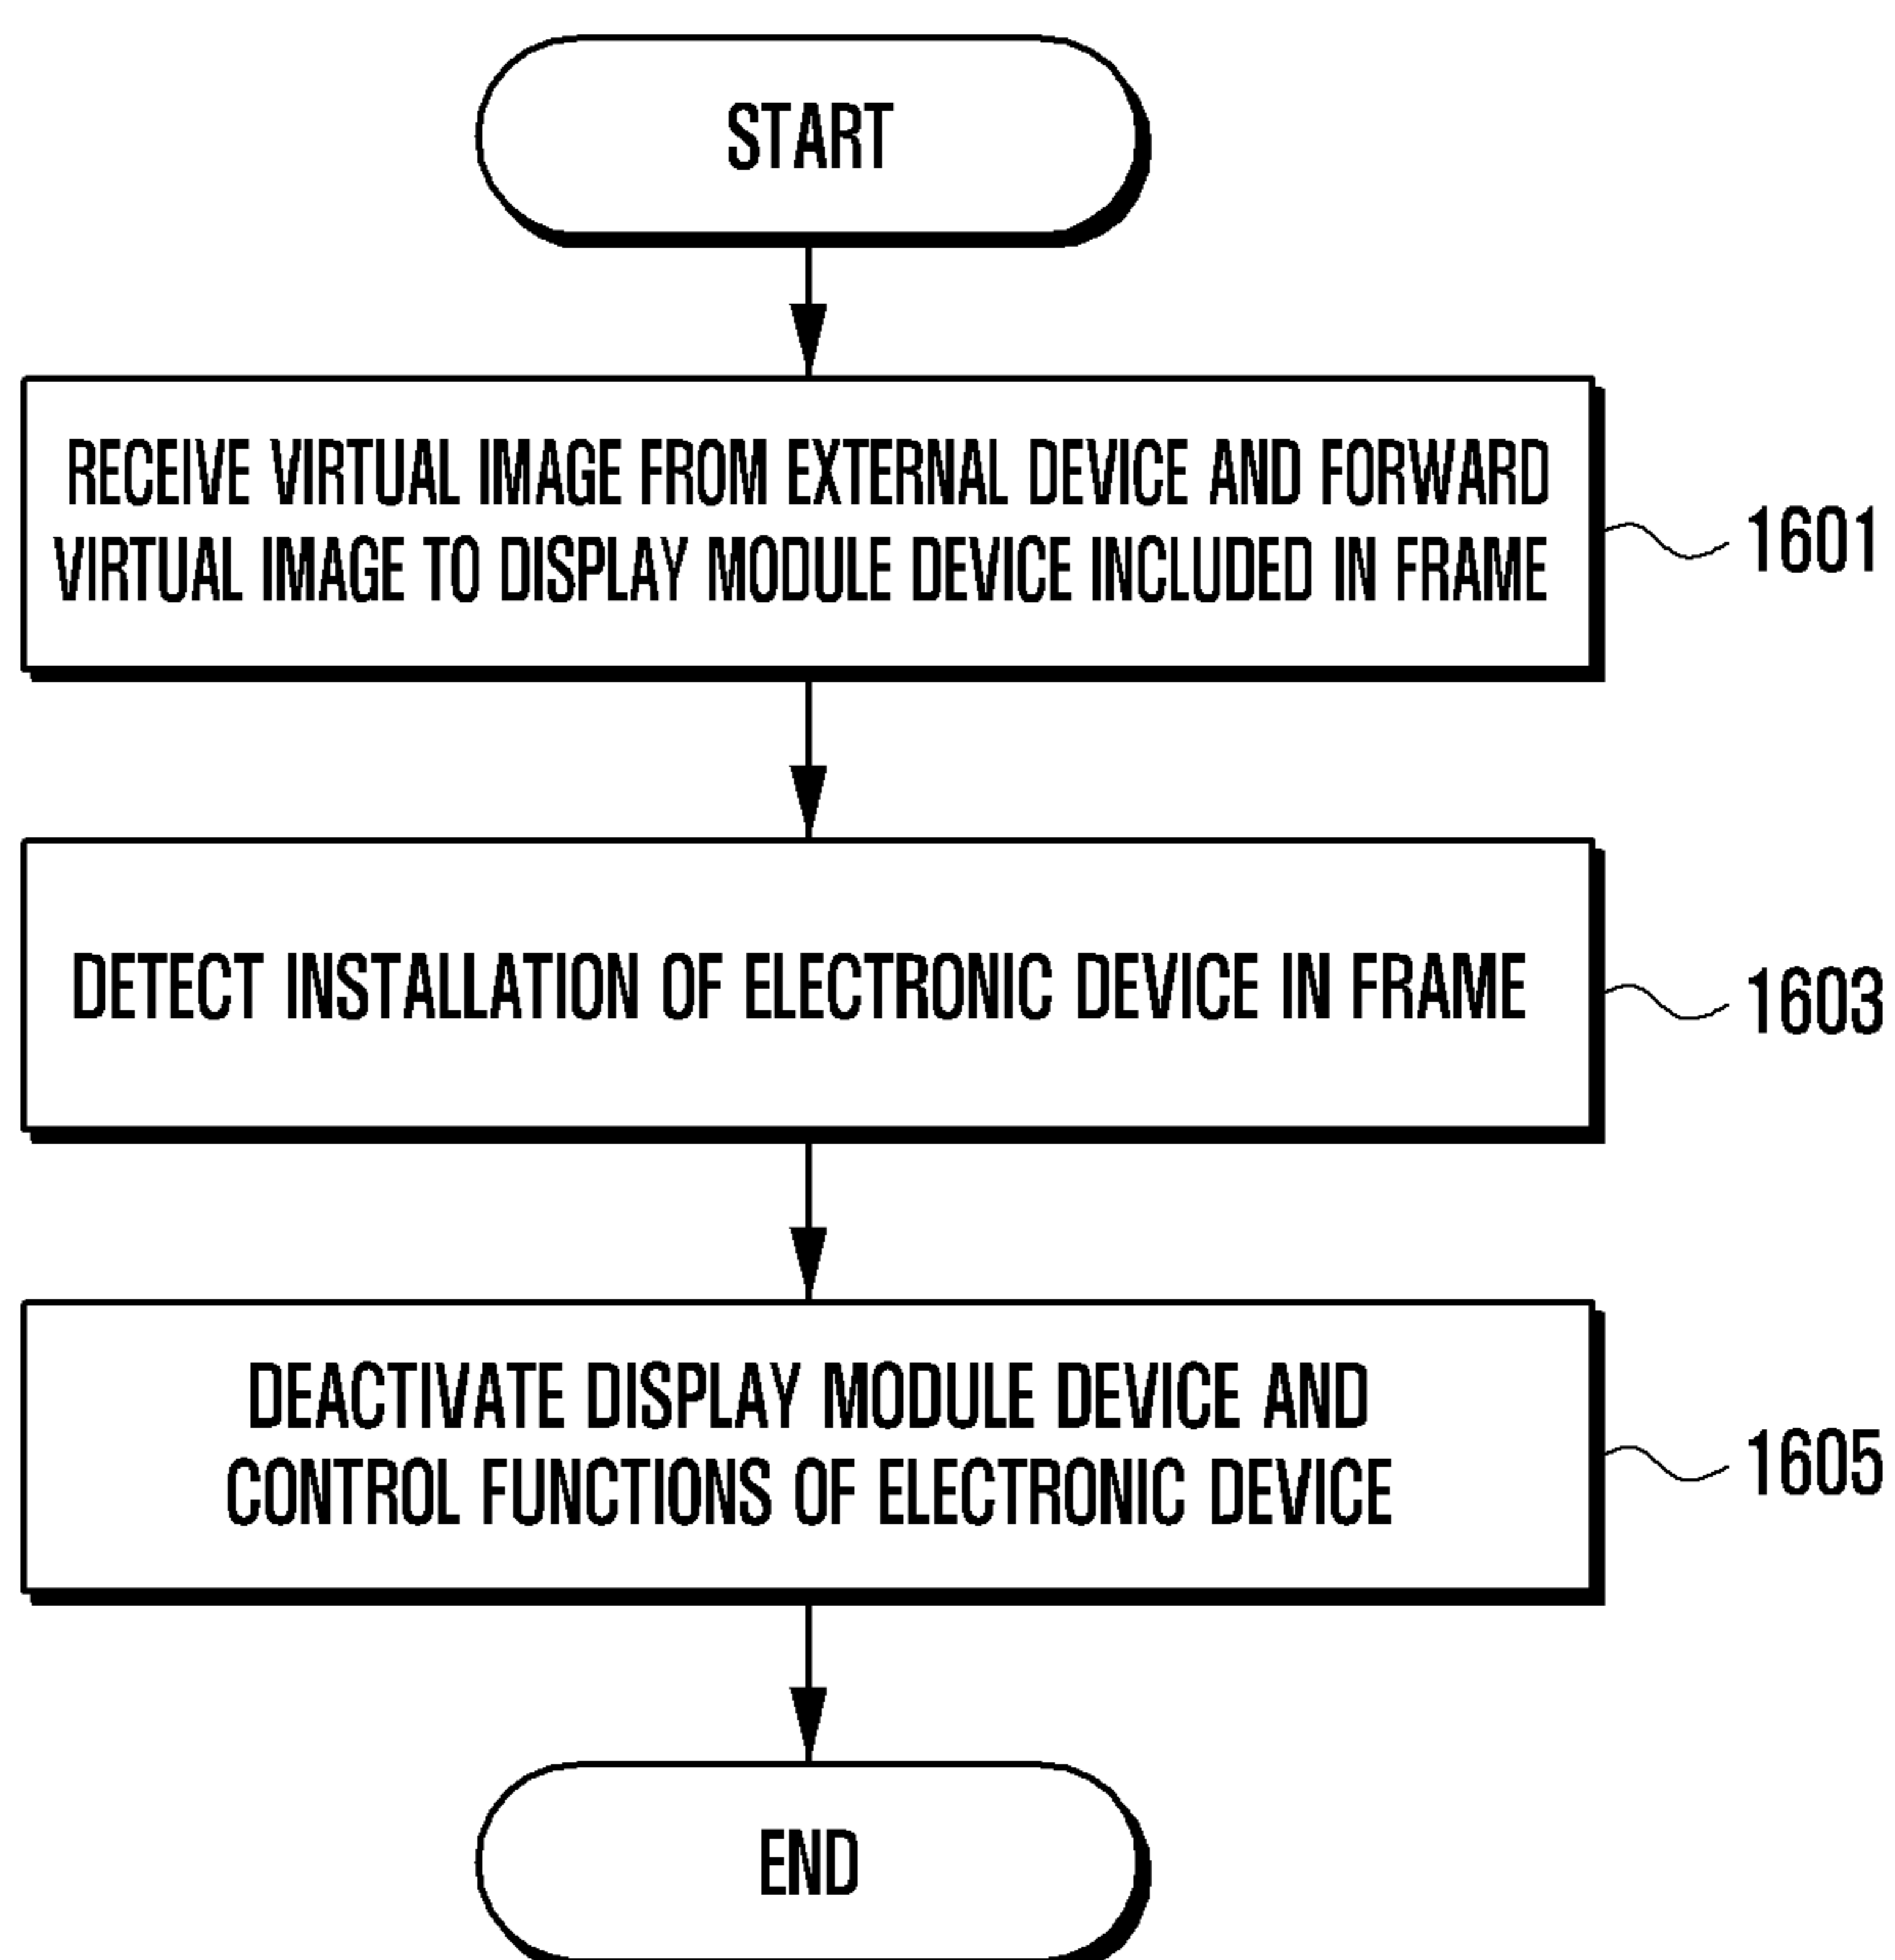 START
RECEIVE VIRTUAL IMAGE FROM EXTERNAL DEVICE AND FORWARD
VIRTUAL IMAGE TO DISPLAY MODULE DEVICE INCLUDED IN FRAME
1601
DETECT INSTALLATION OF ELECTRONIC DEVICE IN FRAME
1603
DEACTIVATE DISPLAY MODULE DEVICE AND
CONTROL FUNCTIONS OF ELECTRONIC DEVICE
1605
END